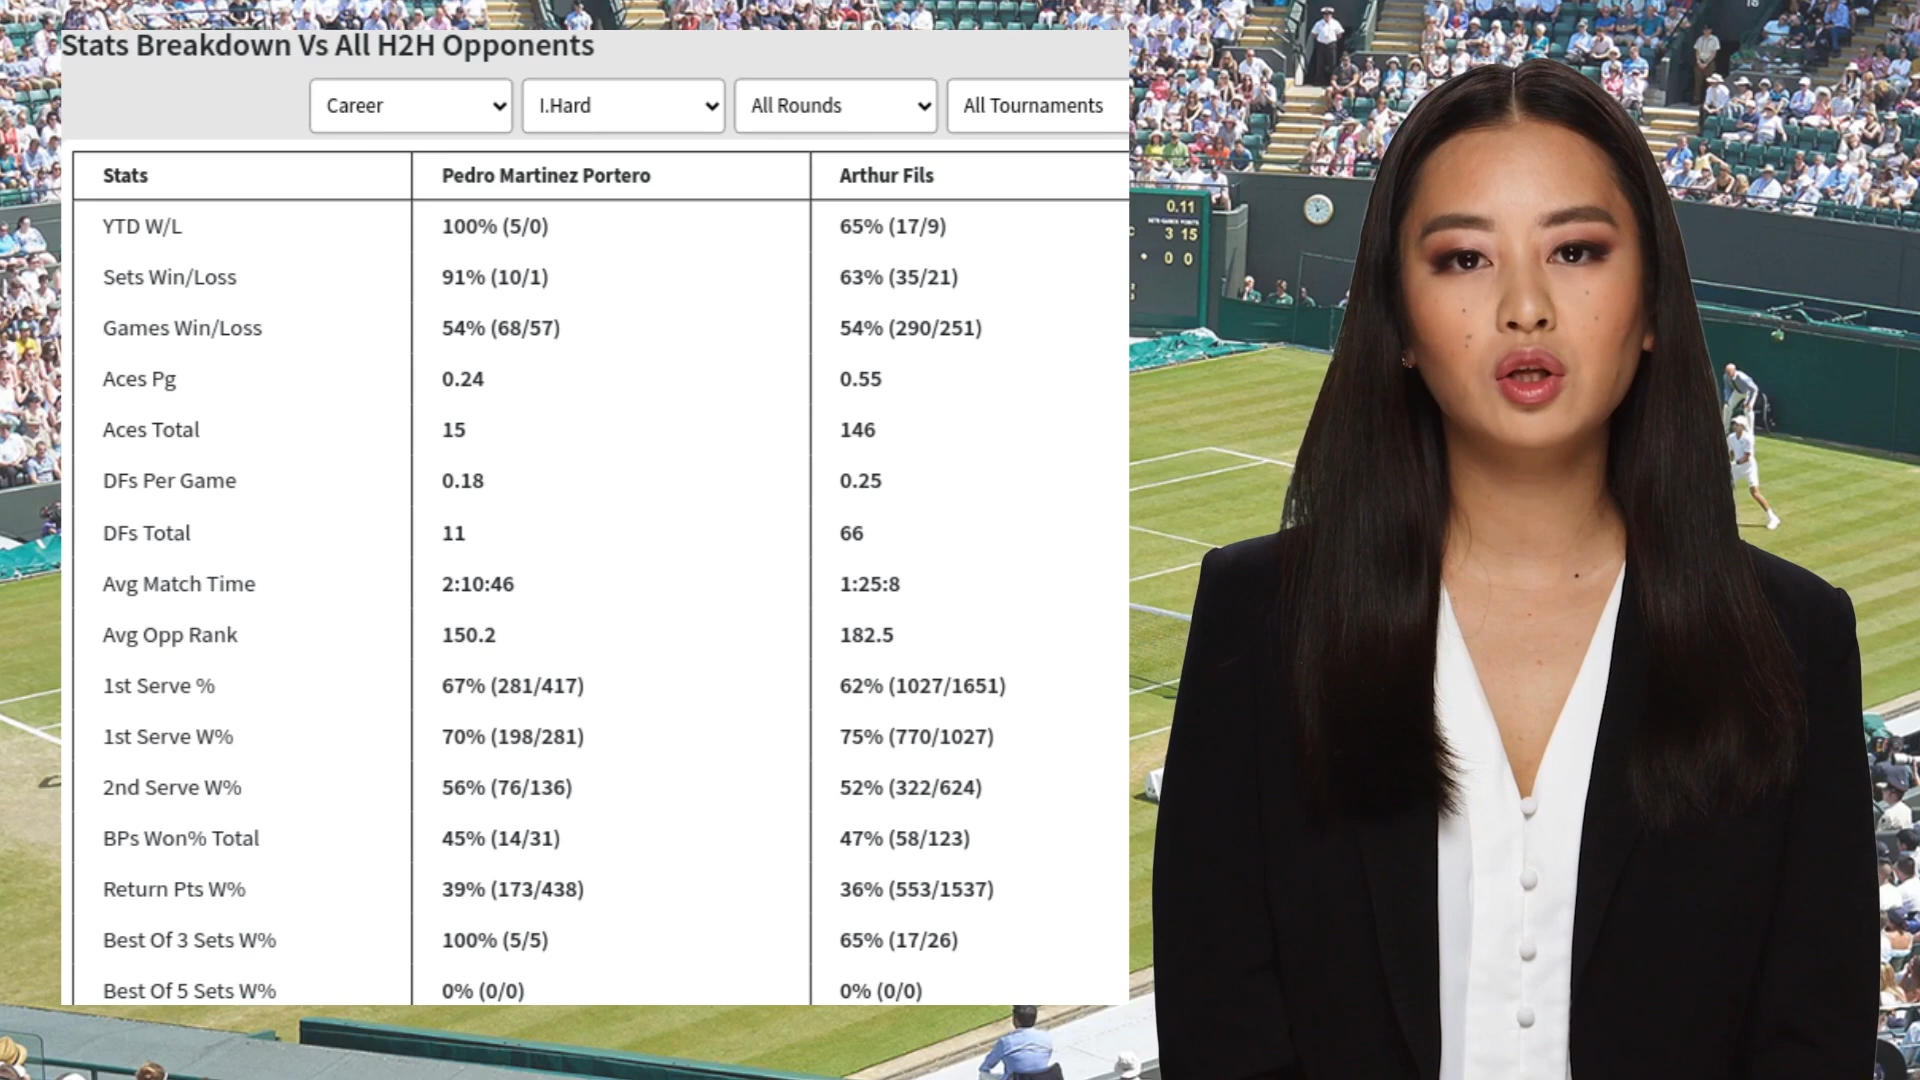 Stats Breakdown Vs All H2H Opponents
Career I.Hard All Rounds All Tournaments
Stats Pedro Martinez Portero Arthur Fils
YTD W/L 100% (5/0) 65% (17/9)
Sets Win/Loss 91% (10/1) 63% (35/21)
Games Win/Loss 54% (68/57) 54% (290/251)
Aces Pg 0.24 0.55
Aces Total 15 146
DFs Per Game 0.18 0.25
DFs Total 11 66
Avg Match Time 2:10:46 1:25:8
Avg Opp Rank 150.2 182.5
1st Serve % 67% (281/417) 62% (1027/1651)
1st Serve W% 70% (198/281) 75% (770/1027)
2nd Serve W% 56% (76/136) 52% (322/624)
BPs Won% Total 45% (14/31) 47% (58/123)
Return Pts W% 39% (173/438) 36% (553/1537)
Best Of 3 Sets W% 100% (5/5) 65% (17/26)
Best Of 5 Sets W% 0% (0/0) 0% (0/0)
0.11
3 15
0 0
18